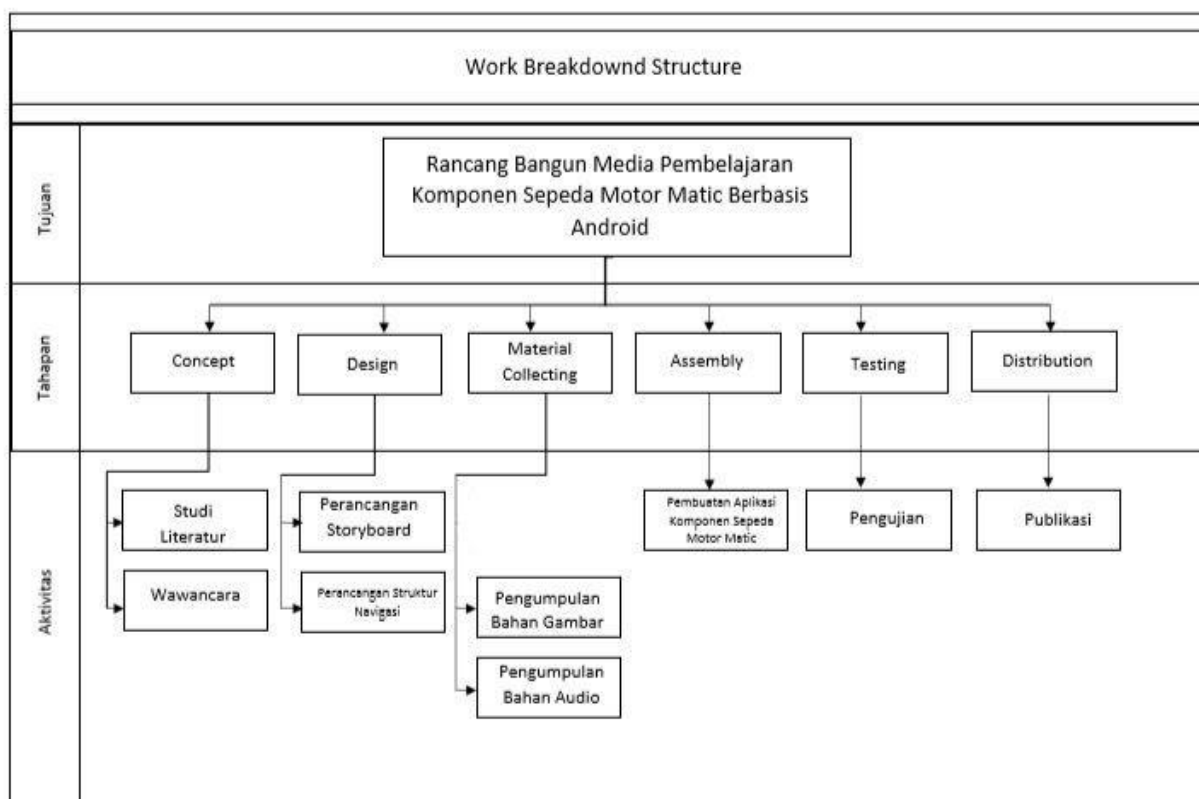 Work Breakdownd Structure
Tujuan
Rancang Bangun Media Pembelajaran
Komponen Sepeda Motor Matic Berbasis
Android
Tahapan
Concept
Design
Material
Collecting
Assembly
Testing
Distribution
Aktivitas
Studi
Literatur
Wawancara
Perancangan
Storyboard
Perancangan Struktur
Navigasi
Pengumpulan
Bahan Gambar
Pengumpulan
Bahan Audio
Pembuatan Aplikasi
Komponen Sepeda
Motor Matic
Pengujian
Publikasi